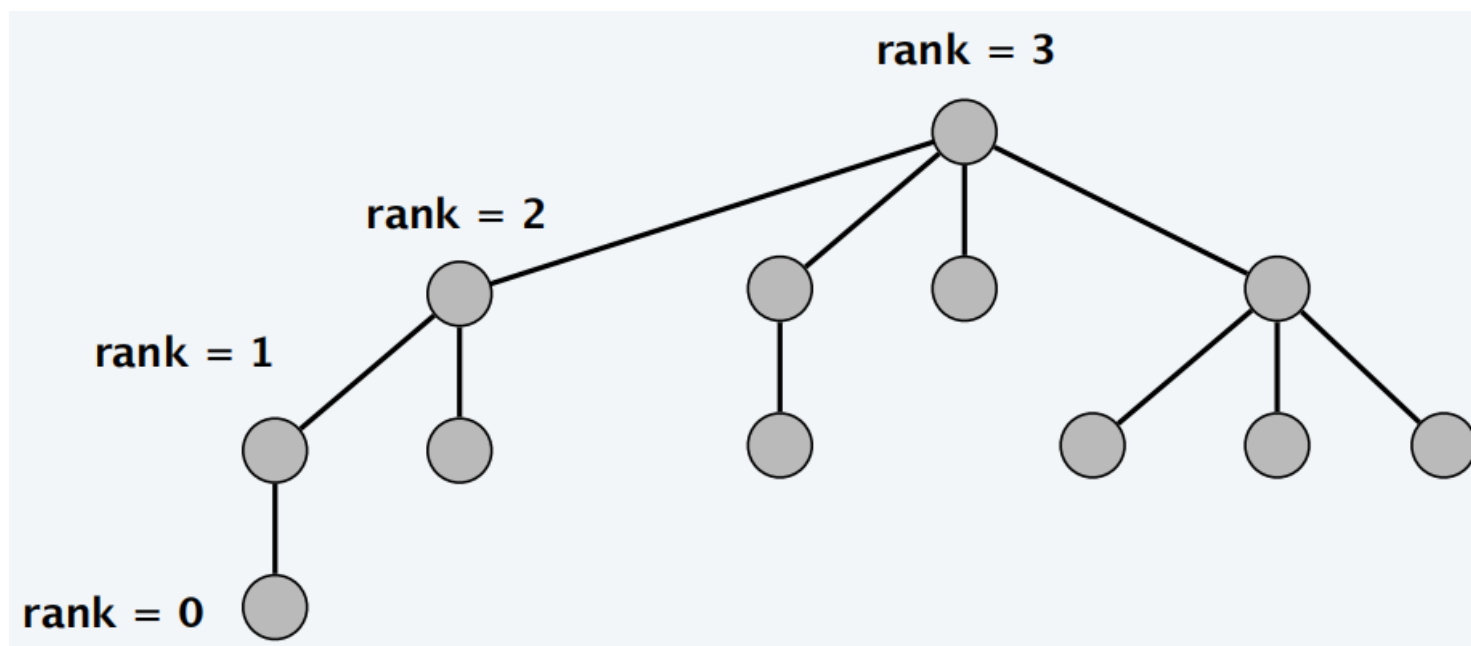 rank = 3
rank = 2
rank = 1
rank = 0